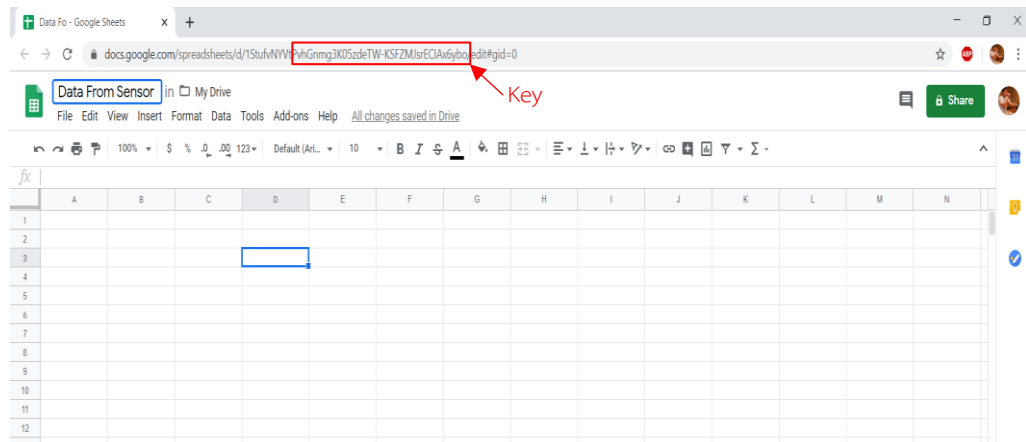 Data Fo - Google Sheets x +
docs.google.com/spreadsheets/d/1StufvNYVtPvhGnmg3K05zdeTW-KSFZMJsrEClAx6ybo/edit#gid=0
ABP
Key
Data From Sensor in My Drive
Share
File Edit View Insert Format Data Tools Add-ons Help All changes saved in Drive
100% $ % .0 .00 123 Default (Ari... 10 B I S A
fx
A B C D E F G H I J K L M N
1
2
3
4
5
6
7
8
9
10
11
12